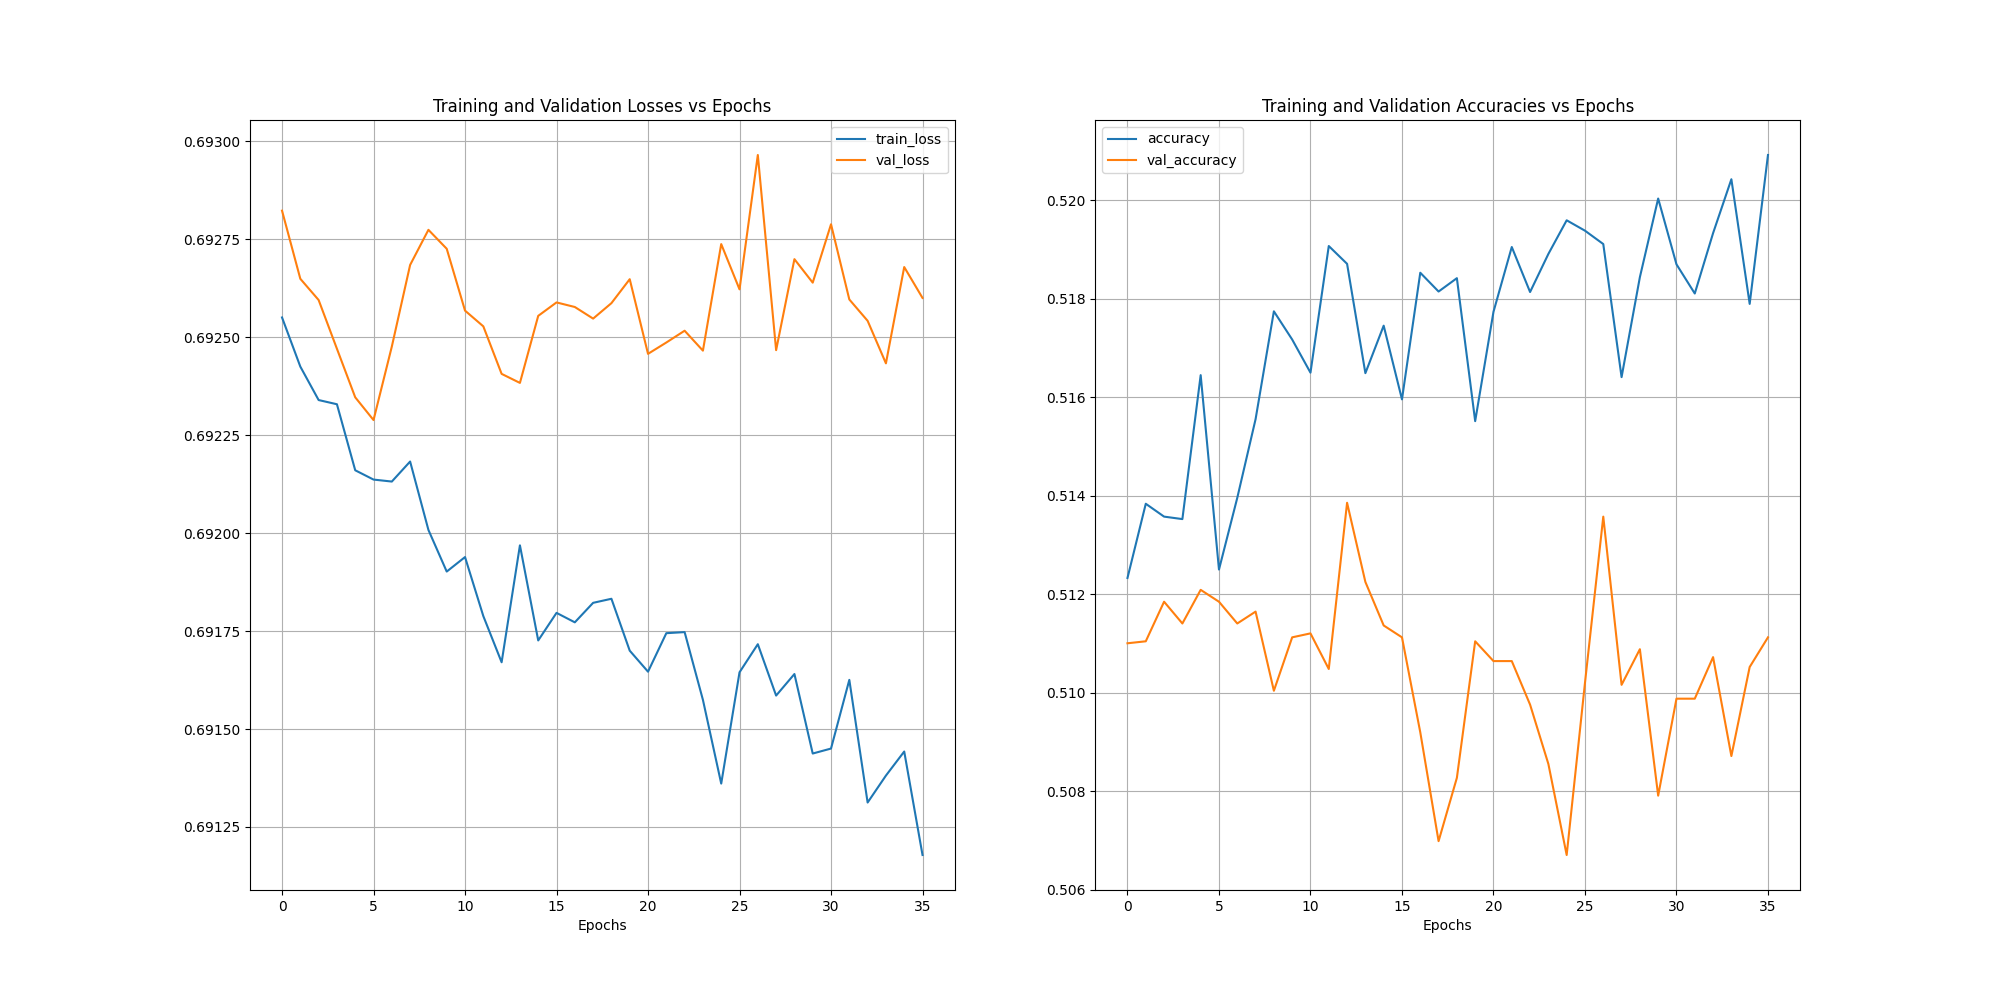 Training and Validation Losses vs Epochs
train_loss
val_loss
0.69300
0.69275
0.69250
0.69225
0.69200
0.69175
0.69150
0.69125
0 5 10 15 20 25 30 35
Epochs
Training and Validation Accuracies vs Epochs
accuracy
val_accuracy
0.520
0.518
0.516
0.514
0.512
0.510
0.508
0.506
0 5 10 15 20 25 30 35
Epochs